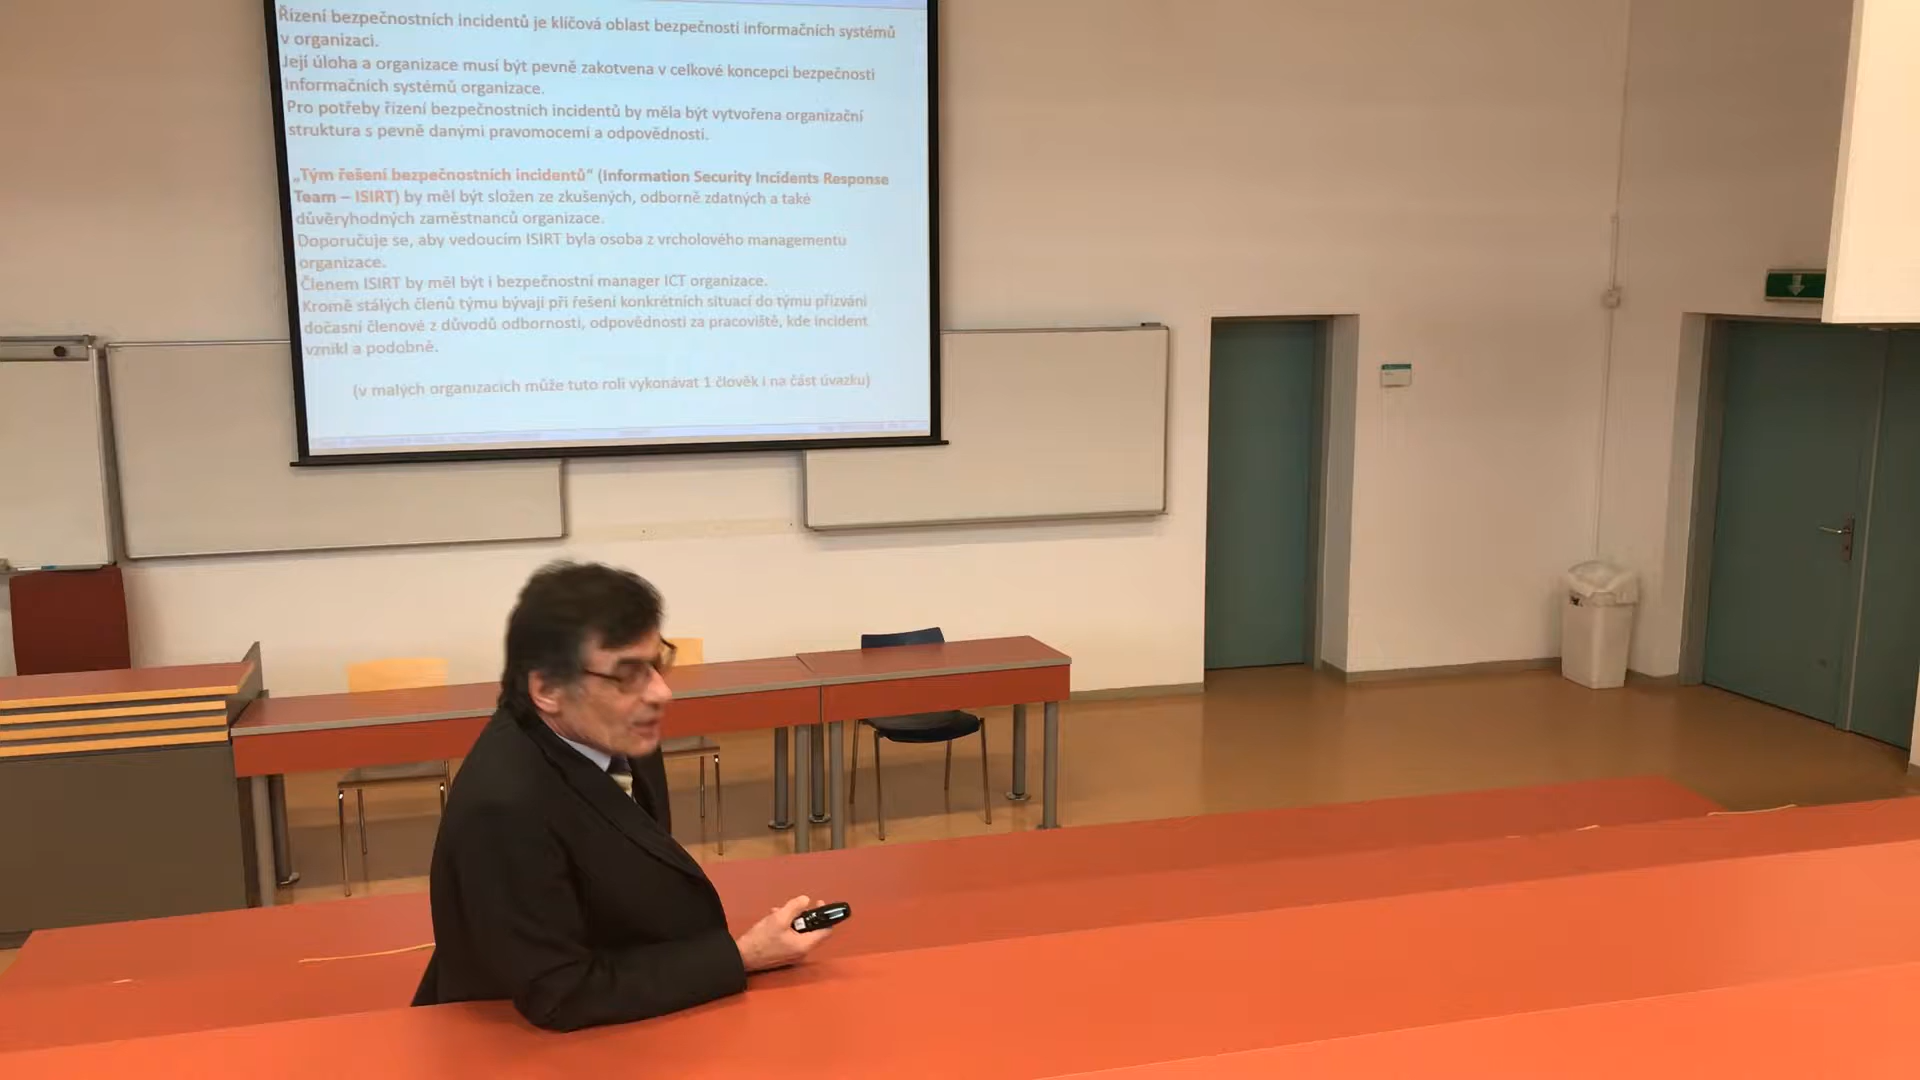 Řízení bezpečnostních incidentů je klíčová oblast bezpečnosti informačních systémů
v organizaci.
Její úloha a organizace musí být pevně zakotvena v celkové koncepci bezpečnosti
informačních systémů organizace.
Pro potřeby řízení bezpečnostních incidentů by měla být vytvořena organizační
struktura s pevně danými pravomocemi a odpovědnosti.
„Tým řešení bezpečnostních incidentů“ (Information Security Incidents Response
Team – ISIRT) by měl být složen ze zkušených, odborně zdatných a také
důvěryhodných zaměstnanců organizace.
Doporučuje se, aby vedoucím ISIRT byla osoba z vrcholového managementu
organizace.
Členem ISIRT by měl být i bezpečnostní manager ICT organizace.
Kromě stálých členů týmu bývají při řešení konkrétních situací do týmu přizváni
dočasní členové z důvodů odbornosti, odpovědnosti za pracoviště, kde incident
vznikl a podobně.
(v malých organizacích může tuto roli vykonávat 1 člověk i na část úvazku)